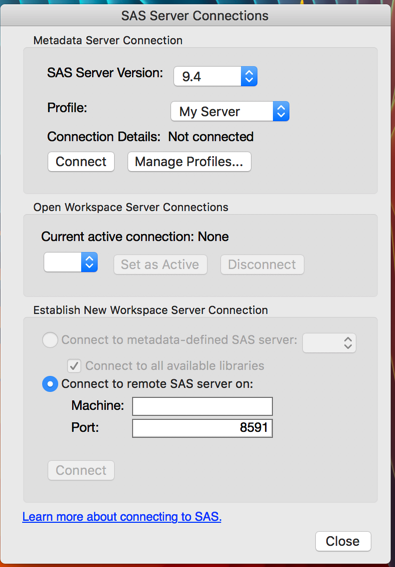 SAS Server Connections
Metadata Server Connection
SAS Server Version: 9.4
Profile: My Server
Connection Details: Not connected
Connect Manage Profiles...
Open Workspace Server Connections
Current active connection: None
Set as Active Disconnect
Establish New Workspace Server Connection
Connect to metadata-defined SAS server:
Connect to all available libraries
Connect to remote SAS server on:
Machine:
Port: 8591
Connect
Learn more about connecting to SAS.
Close